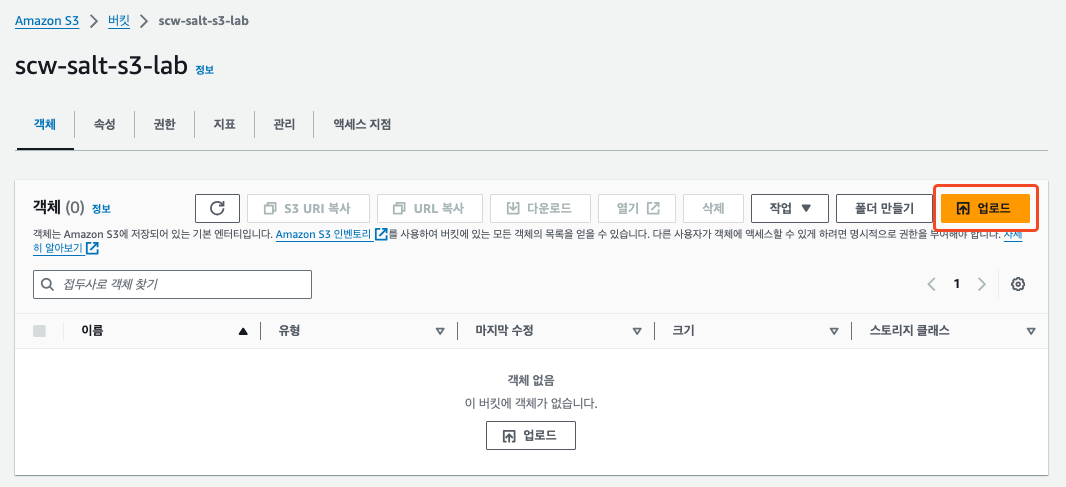 Amazon S3 > 버킷 > scw-salt-s3-lab
scw-salt-s3-lab 정보
객체 속성 권한 지표 관리 액세스 지점
객체 (0) 정보 S3 URI 복사 URL 복사 다운로드 열기 삭제 작업 폴더 만들기 업로드
객체는 Amazon S3에 저장되어 있는 기본 엔터티입니다. Amazon S3 인벤토리를 사용하여 버킷에 있는 모든 객체의 목록을 얻을 수 있습니다. 다른 사용자가 객체에 액세스할 수 있게 하려면 명시적으로 권한을 부여해야 합니다. 자세
히 알아보기
접두사로 객체 찾기 1
이름 유형 마지막 수정 크기 스토리지 클래스
객체 없음
이 버킷에 객체가 없습니다.
업로드